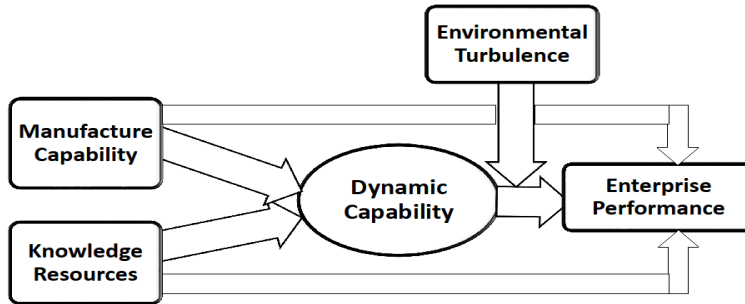 Environmental
Turbulence
Manufacture
Capability
Dynamic
Capability
Enterprise
Performance
Knowledge
Resources